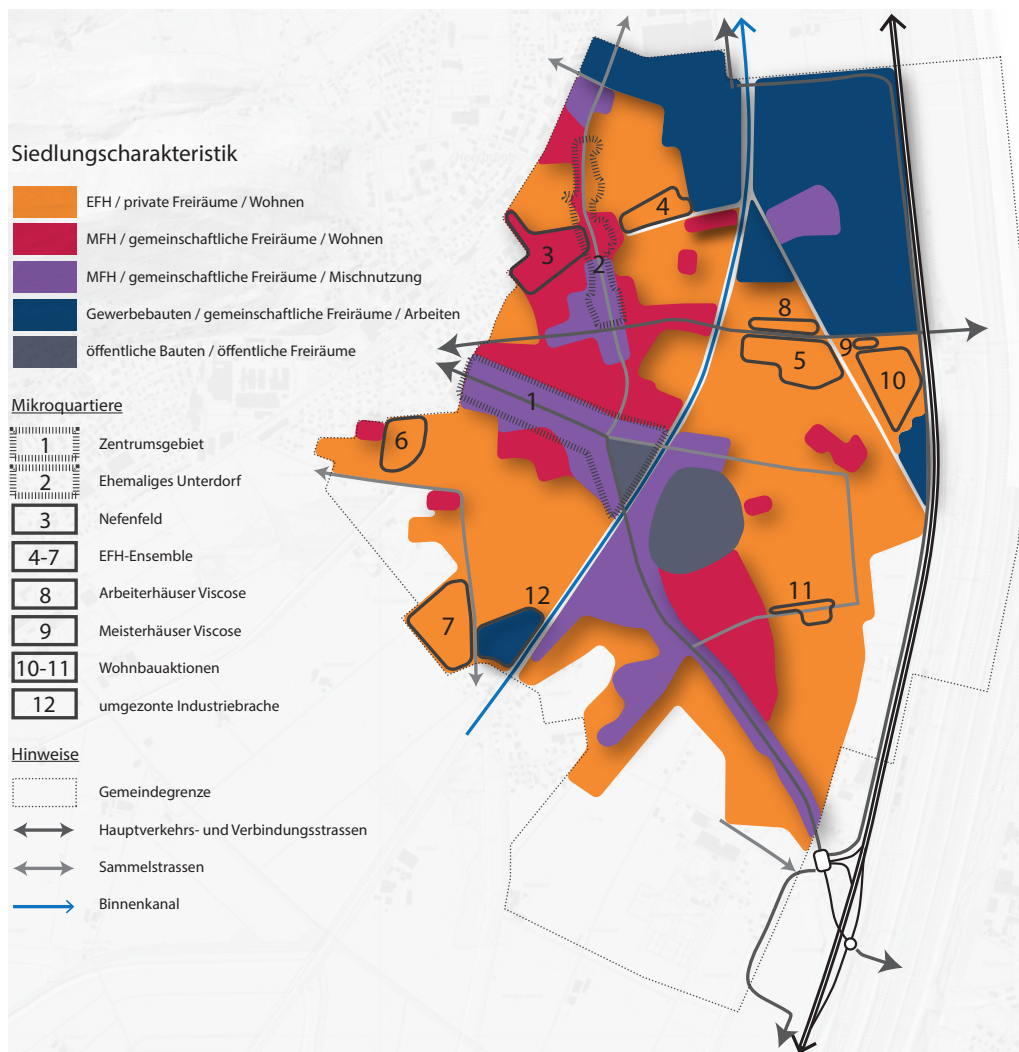 Siedlungscharakteristik
EFH / private Freiräume / Wohnen
MFH / gemeinschaftliche Freiräume / Wohnen
MFH / gemeinschaftliche Freiräume / Mischnutzung
Gewerbebauten / gemeinschaftliche Freiräume / Arbeiten
öffentliche Bauten / öffentliche Freiräume
Mikroquartiere
1 Zentrumsgebiet
2 Ehemaliges Unterdorf
3 Nefenfeld
4-7 EFH-Ensemble
8 Arbeiterhäuser Viscose
9 Meisterhäuser Viscose
10-11 Wohnbauaktionen
12 umgezonte Industriebrache
Hinweise
Gemeindegrenze
Hauptverkehrs- und Verbindungsstrassen
Sammelstrassen
Binnenkanal
4
3
2
8
9
5
10
1
6
11
12
7